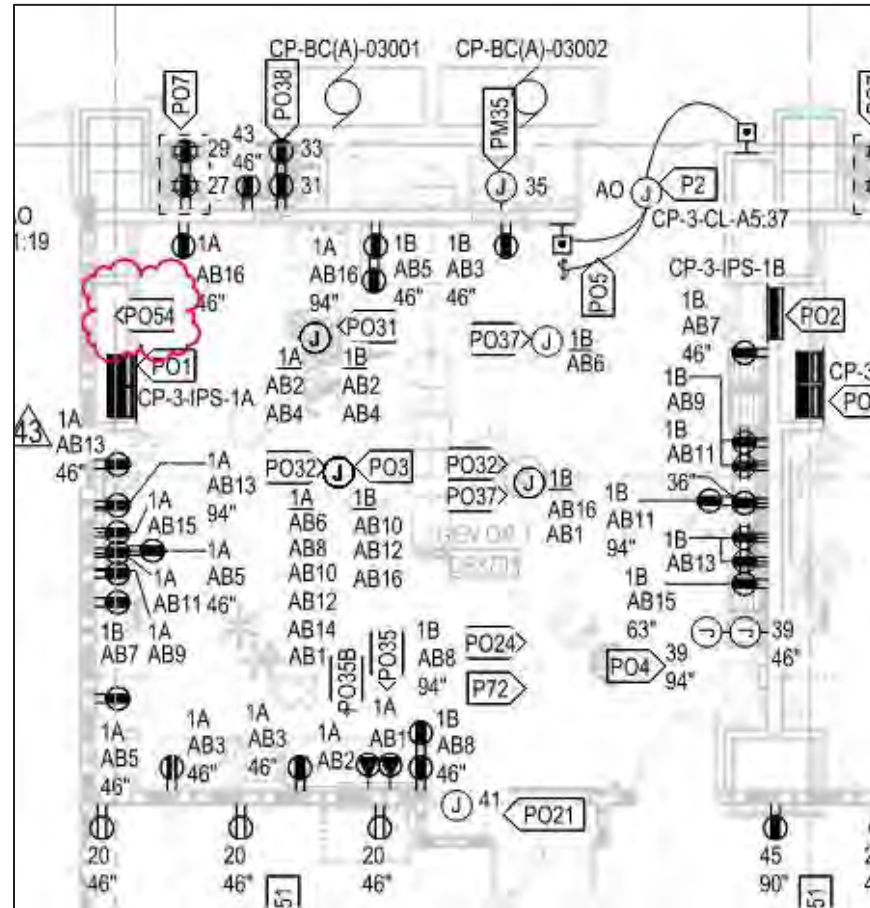 CP-BC(A)-03001
CP-BC(A)-03002
PO7
PO38
PM35
29
43
46"
33
27
31
35
AO
J
P2
CP-3-CL-A5:37
1:19
1A
AB16
46"
1A
AB16
94"
1B
AB5
46"
1B
AB3
46"
PO5
CP-3-IPS-1B
1B
AB7
46"
PO2
PO54
PO31
J
PO37
J
1B
AB6
PO1
CP-3-IPS-1A
1A
AB2
AB4
1B
AB2
AB4
1B
AB9
1B
AB11
36"
CP-3
PO
43
1A
AB13
46"
1A
AB13
94"
1A
AB15
PO32
J
PO3
PO32
PO37
J
1B
AB16
AB1
1B
AB11
94"
1B
AB13
1A
AB5
46"
1A
AB11
1A
AB6
AB8
AB10
AB12
AB14
AB1
1B
AB10
AB12
AB16
1B
AB15
63"
1B
AB7
1A
AB9
PO35B
PO35
1B
AB8
94"
PO24
P72
J
J
39
46"
PO4
39
94"
1A
AB5
46"
1A
AB3
46"
1A
AB3
46"
1A
AB2
1A
AB1
1B
AB8
46"
J
41
PO21
20
46"
20
46"
20
46"
51
45
90"
51